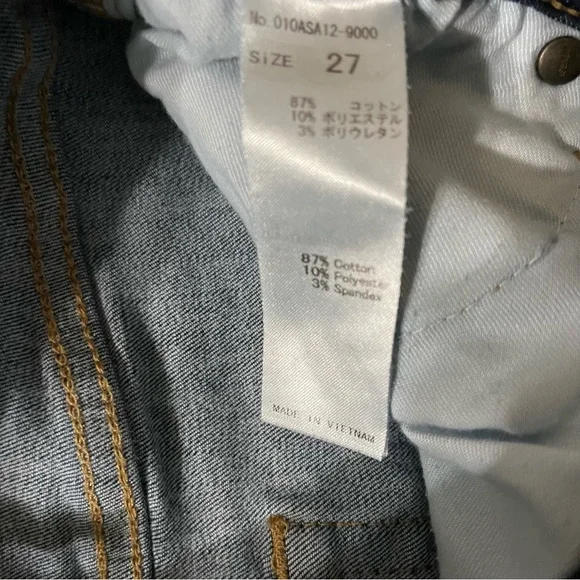 No. 010ASA12-9000
SIZE 27
87% コットン
10% ポリエステル
3% ポリウレタン
87% Cotton
10% Polyester
3% Spandex
MADE IN VIETNAM